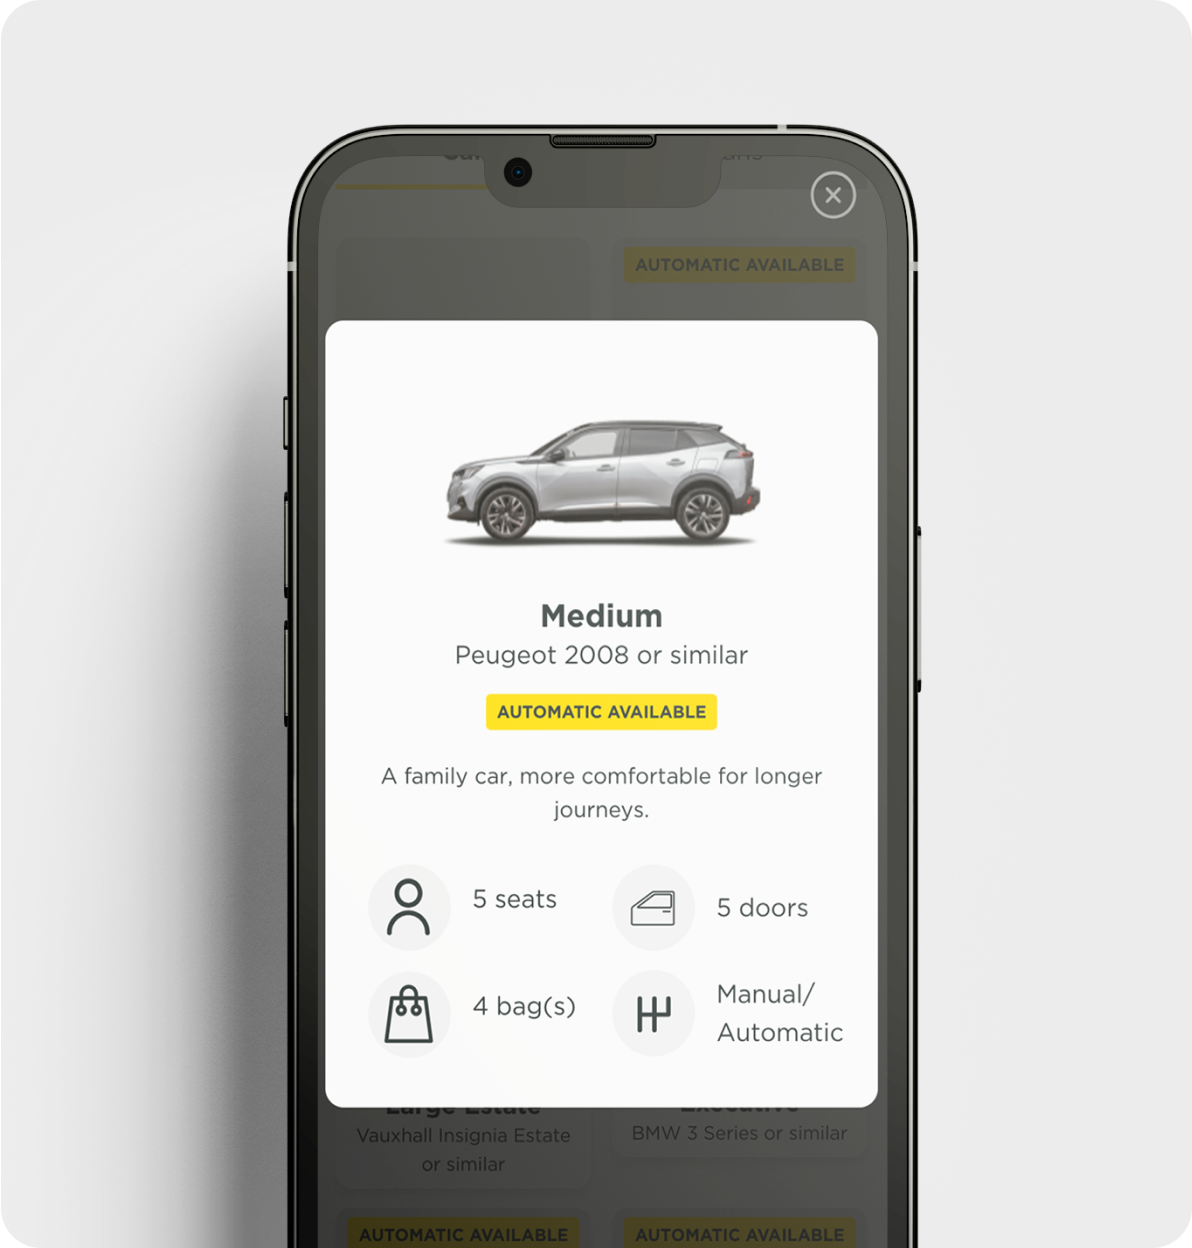 AUTOMATIC AVAILABLE
Medium
Peugeot 2008 or similar
AUTOMATIC AVAILABLE
A family car, more comfortable for longer
journeys.
5 seats
5 doors
4 bag(s)
Manual/
Automatic
Large Estate
Executive
Vauxhall Insignia Estate
or similar
BMW 3 Series or similar
AUTOMATIC AVAILABLE
AUTOMATIC AVAILABLE